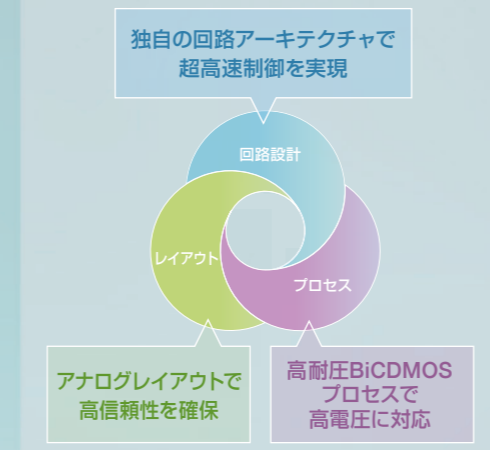 独自の回路アーキテクチャで
超高速制御を実現
回路設計
レイアウト
プロセス
アナログレイアウトで
高信頼性を確保
高耐圧BiCDMOS
プロセスで
高電圧に対応